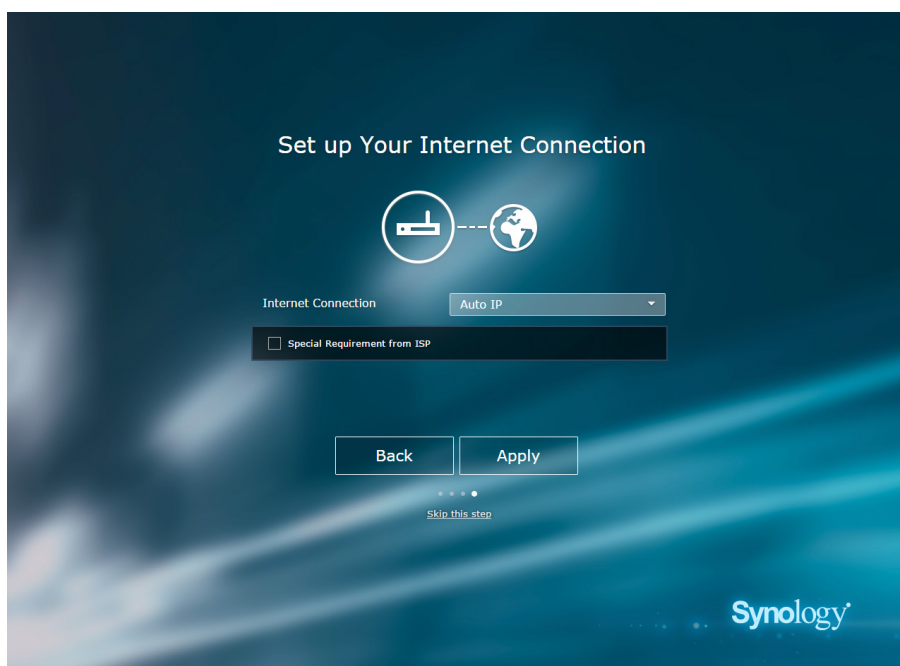 Set up Your Internet Connection
Internet Connection
Auto IP
Special Requirement from ISP
Back
Apply
Skip this step
Synology